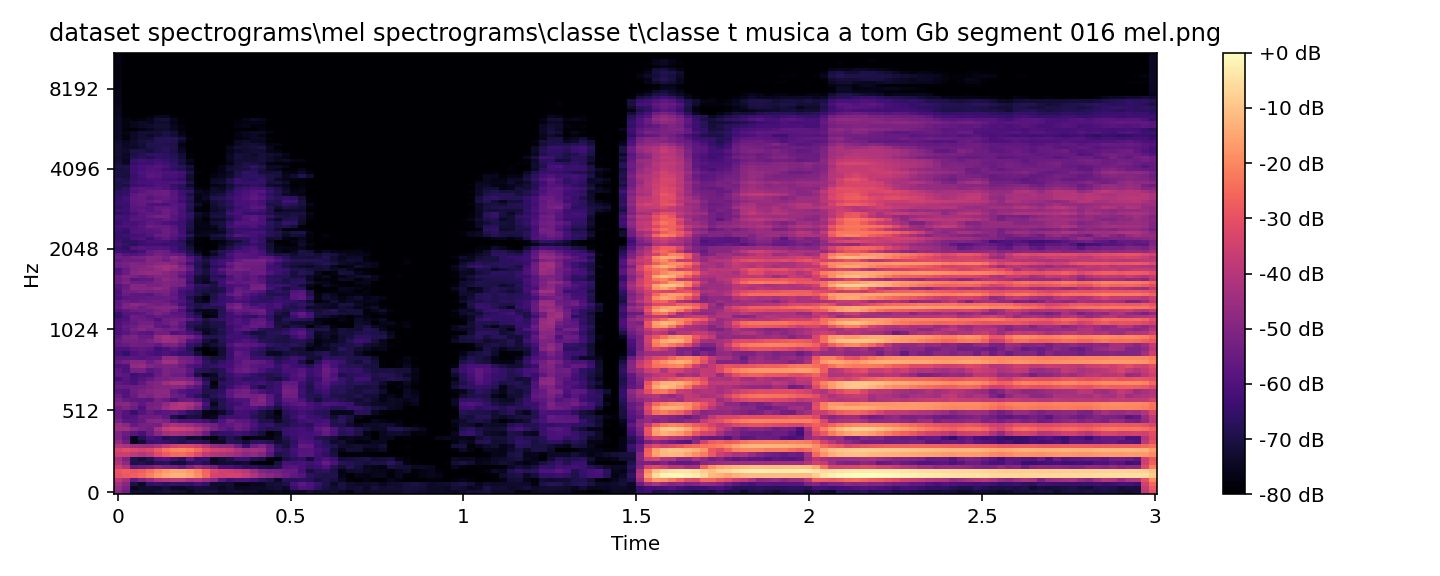 dataset spectrograms\mel spectrograms\classe t\classe t musica a tom Gb segment 016 mel.png
+0 dB
8192
-10 dB
4096
-20 dB
-30 dB
2048
-40 dB
Hz
1024
-50 dB
-60 dB
512
-70 dB
0
-80 dB
0
0.5
1
1.5
2
2.5
3
Time